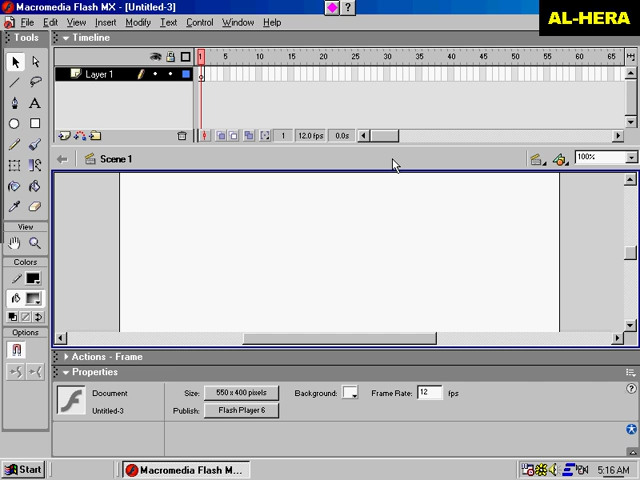 Macromedia Flash MX - [Untitled-3]
AL-HERA
File Edit View Insert Modify Text Control Window Help
Tools
Timeline
1 5 10 15 20 25 30 35 40 45 50 55 60 65
Layer 1
1 12.0 fps 0.0s
Scene 1
100%
View
Colors
Options
Actions - Frame
Properties
Document
Size: 550 x 400 pixels Background: Frame Rate: 12 fps
Untitled-3
Publish: Flash Player 6
Start
Macromedia Flash M...
5:16 AM